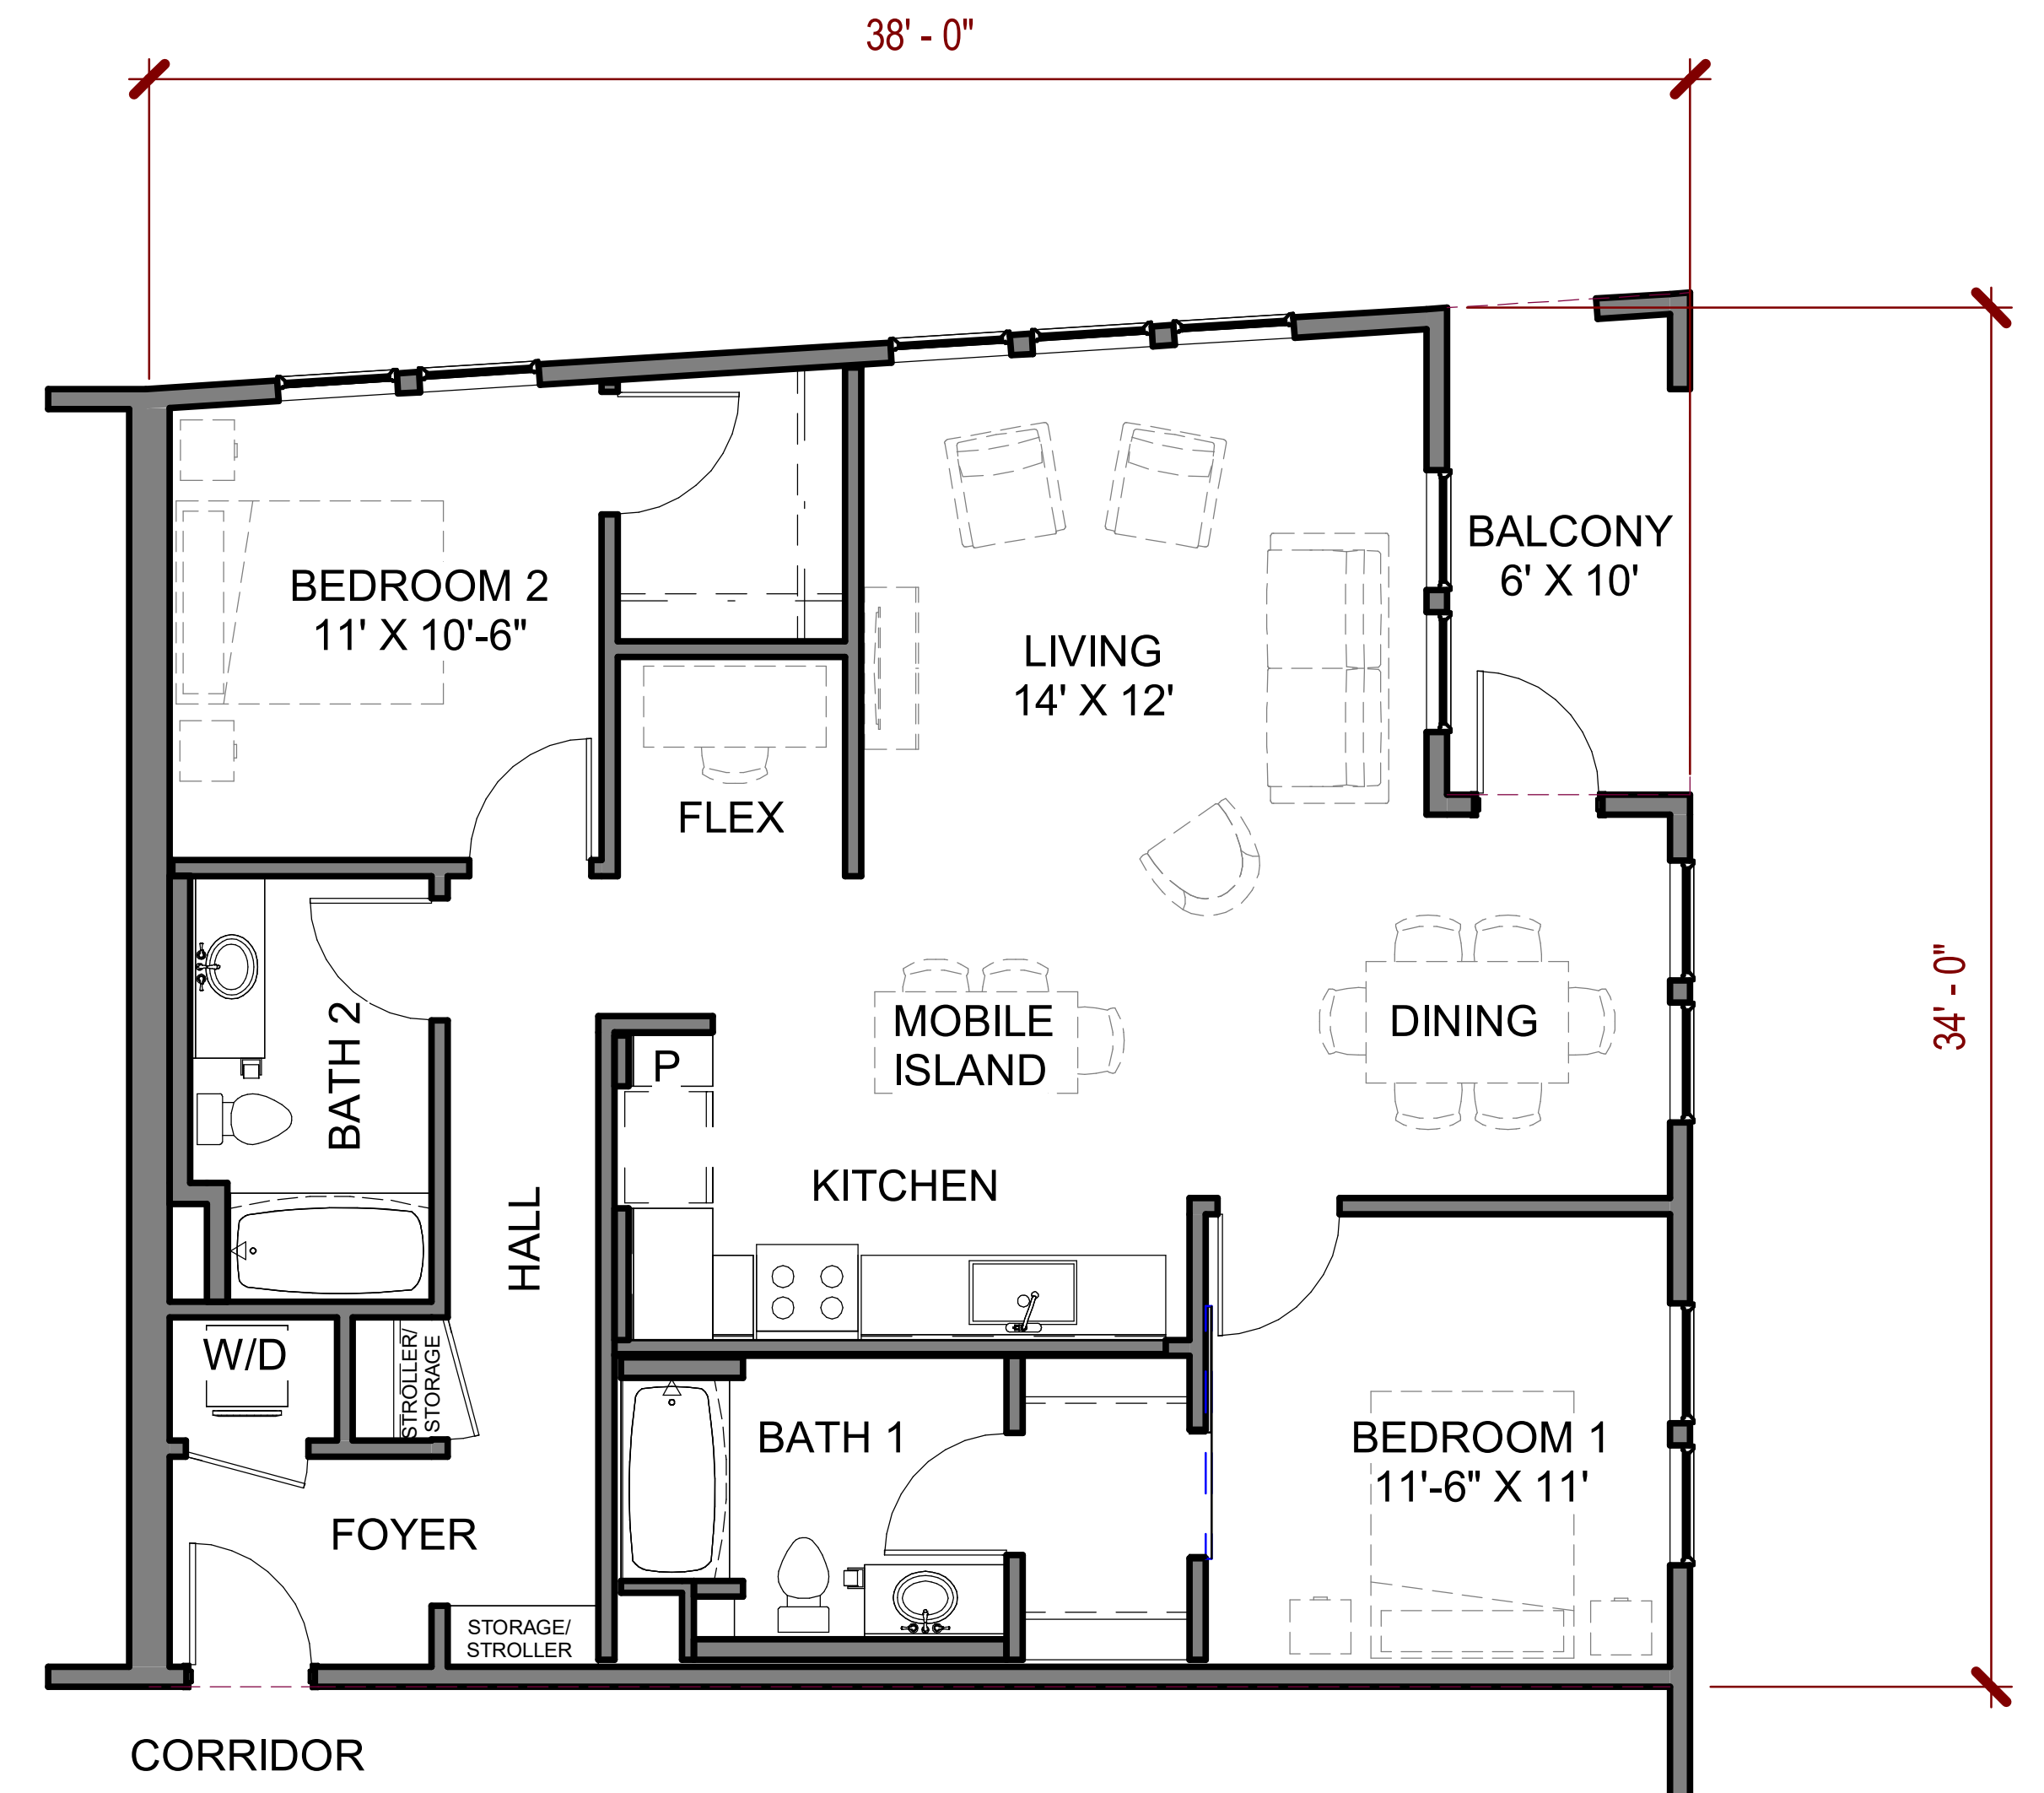 38' - 0"
BALCONY
6' X 10'
BEDROOM 2
11' X 10'-6"
LIVING
14' X 12'
FLEX
34' - 0"
MOBILE
ISLAND
DINING
P
BATH 2
KITCHEN
HALL
W/D
STROLLER/
STORAGE
BATH 1
BEDROOM 1
11'-6" X 11'
FOYER
STORAGE/
STROLLER
CORRIDOR